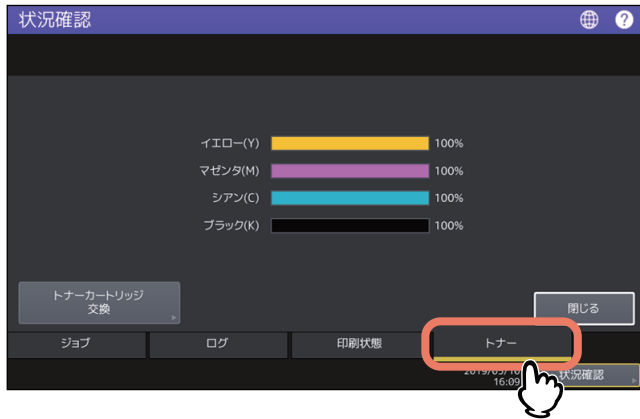 状況確認
?
イエロー(Y) 100%
マゼンタ(M) 100%
シアン(C) 100%
ブラック(K) 100%
トナーカートリッジ
交換
閉じる
ジョブ ログ 印刷状態 トナー
状況確認
16:09